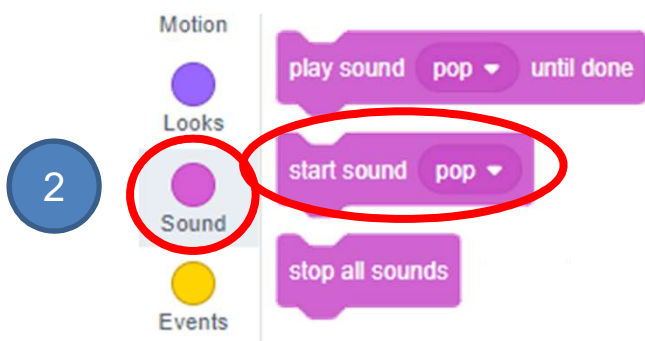 Motion
Looks
2
Sound
Events
play sound pop until done
start sound pop
stop all sounds